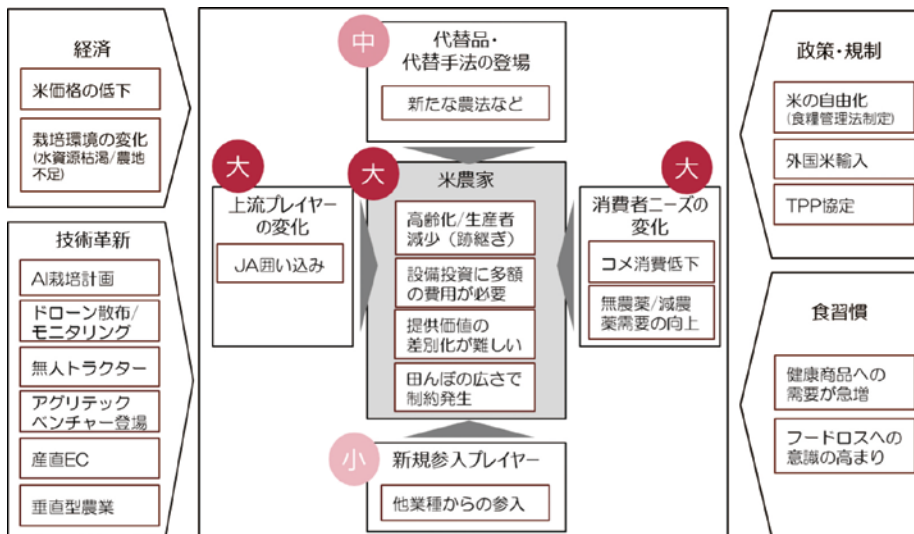 経済
米価格の低下
栽培環境の変化
(水資源枯渇/農地
不足)
技術革新
AI栽培計画
ドローン散布/
モニタリング
無人トラクター
アグリテック
ベンチャー登場
産直EC
垂直型農業
中
代替品・
代替手法の登場
新たな農法など
大
上流プレイヤー
の変化
JA囲い込み
大
米農家
高齢化/生産者
減少（跡継ぎ）
設備投資に多額
の費用が必要
提供価値の
差別化が難しい
田んぼの広さで
制約発生
大
消費者ニーズの
変化
コメ消費低下
無農薬/減農
薬需要の向上
小
新規参入プレイヤー
他業種からの参入
政策・規制
米の自由化
(食糧管理法制定)
外国米輸入
TPP協定
食習慣
健康商品への
需要が急増
フードロスへの
意識の高まり